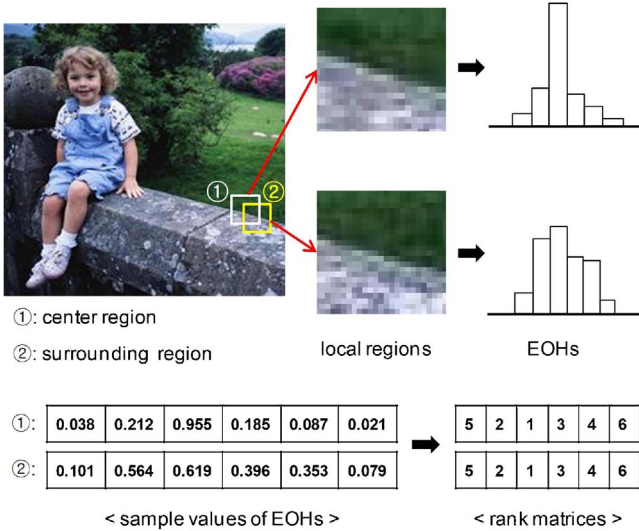 ① ②
①: center region
②: surrounding region
local regions
EOHs
①: 0.038 0.212 0.955 0.185 0.087 0.021 5 2 1 3 4 6
②: 0.101 0.564 0.619 0.396 0.353 0.079 5 2 1 3 4 6
< sample values of EOHs > < rank matrices >